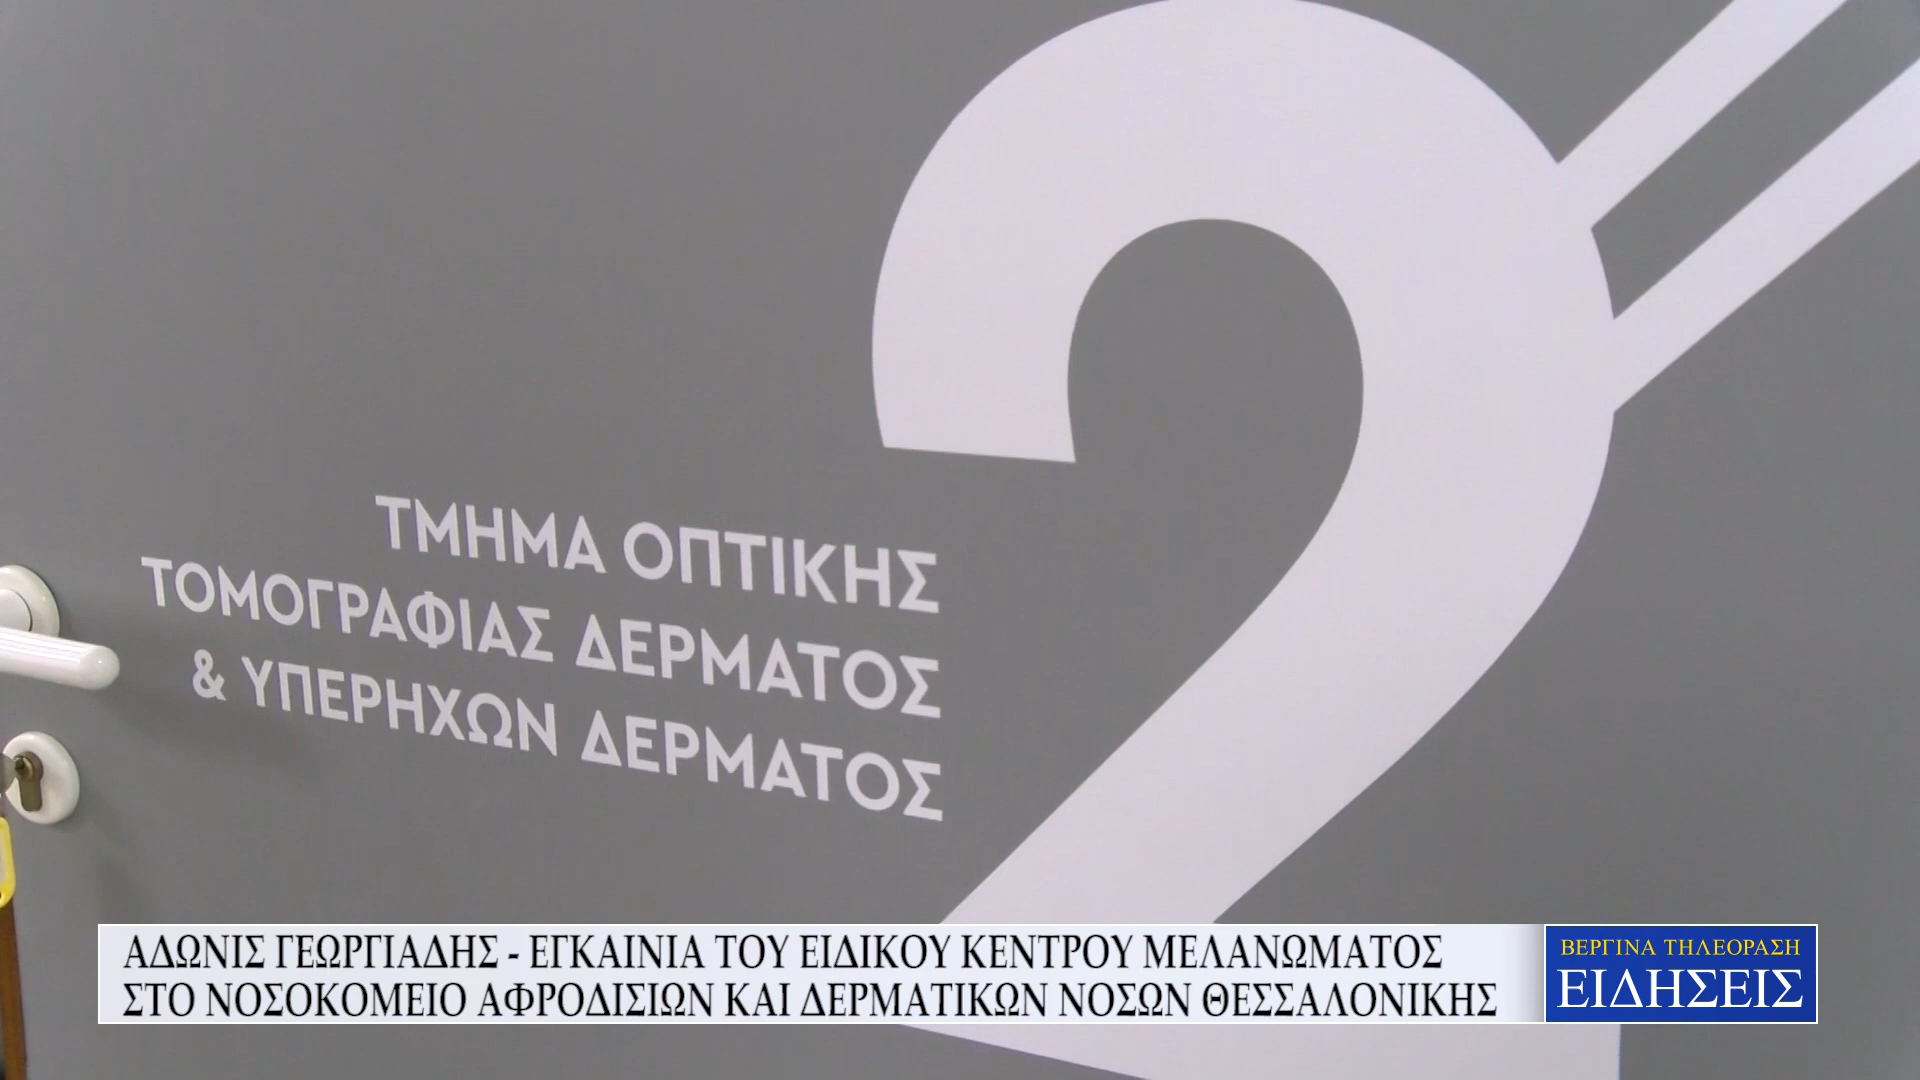 2
ΤΜΗΜΑ ΟΠΤΙΚΗΣ
ΤΟΜΟΓΡΑΦΙΑΣ ΔΕΡΜΑΤΟΣ
& ΥΠΕΡΗΧΩΝ ΔΕΡΜΑΤΟΣ
ΑΔΩΝΙΣ ΓΕΩΡΓΙΑΔΗΣ - ΕΓΚΑΙΝΙΑ ΤΟΥ ΕΙΔΙΚΟΥ ΚΕΝΤΡΟΥ ΜΕΛΑΝΩΜΑΤΟΣ
ΣΤΟ ΝΟΣΟΚΟΜΕΙΟ ΑΦΡΟΔΙΣΙΩΝ ΚΑΙ ΔΕΡΜΑΤΙΚΩΝ ΝΟΣΩΝ ΘΕΣΣΑΛΟΝΙΚΗΣ
ΒΕΡΓΙΝΑ ΤΗΛΕΟΡΑΣΗ
ΕΙΔΗΣΕΙΣ